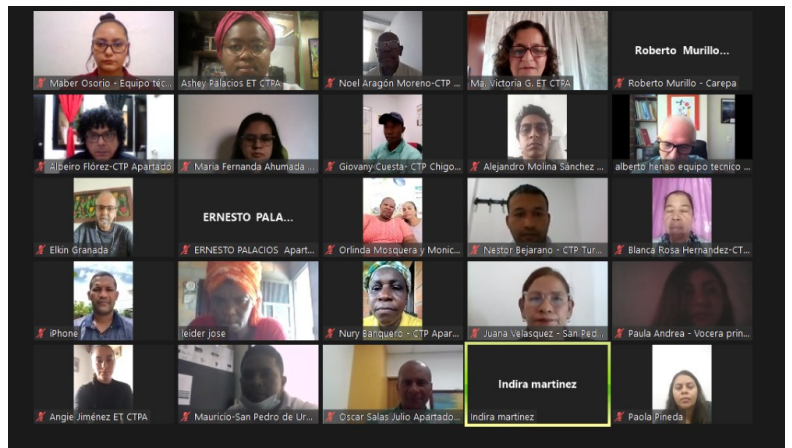 Maber Osorio - Equipo téc...
Ashey Palacios ET CTPA
Noel Aragón Moreno-CTP ...
Ma. Victoria G. ET CTPA
Roberto Murillo...
Roberto Murillo - Carepa
Albeiro Flórez-CTP Apartadó
María Fernanda Ahumada ...
Giovany Cuesta- CTP Chigo...
Alejandro Molina Sánchez ...
alberto henao equipo tecnico ...
Elkin Granada
ERNESTO PALA...
ERNESTO PALACIOS Apart...
Orlinda Mosquera y Monic...
Nestor Bejarano - CTP Tur...
Blanca Rosa Hernandez-CT...
iPhone
leider jose
Nury Banquero - CTP Apar...
Juana Velasquez - San Ped...
Paula Andrea - Vocera prin...
Angie Jiménez ET CTPA
Mauricio-San Pedro de Ur...
Oscar Salas Julio Apartado...
Indira martinez
Indira martinez
Paola Pineda